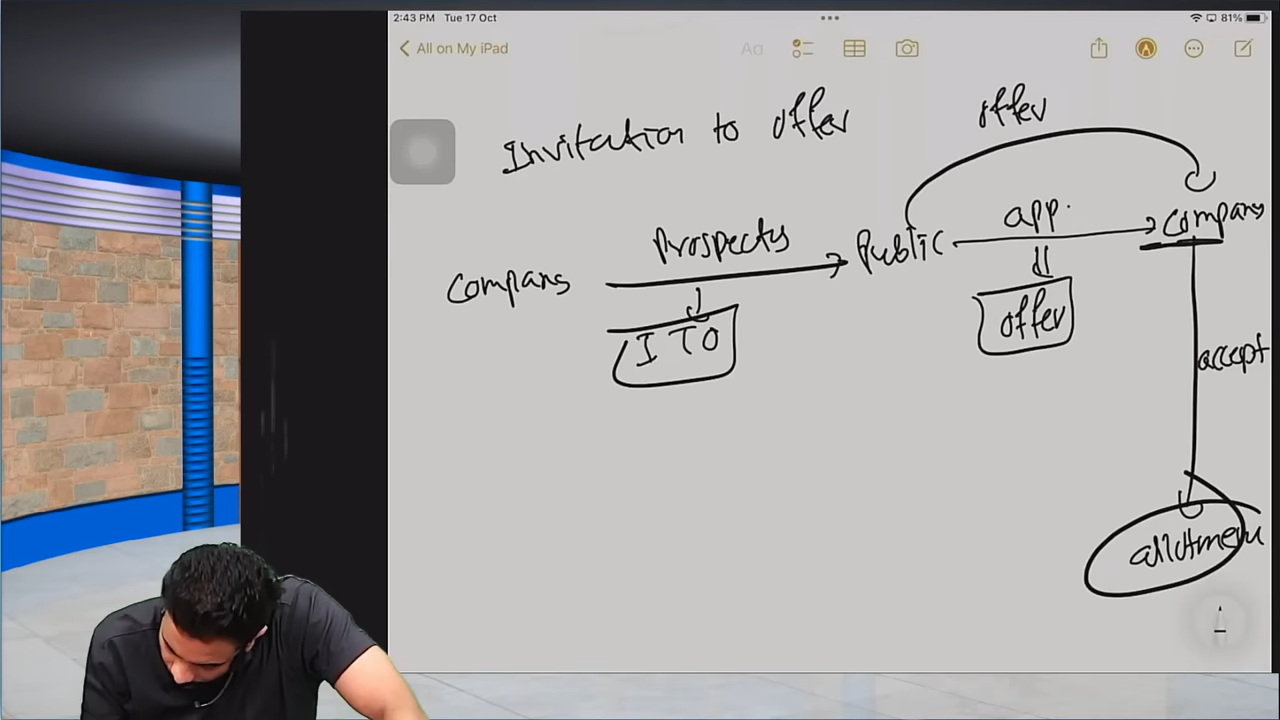 2:43 PM Tue 17 Oct
81%
All on My iPad
Aa
Invitation to offer
offer
Prospectus
app.
Company
Public
Company
ITO
offer
accept
allotment